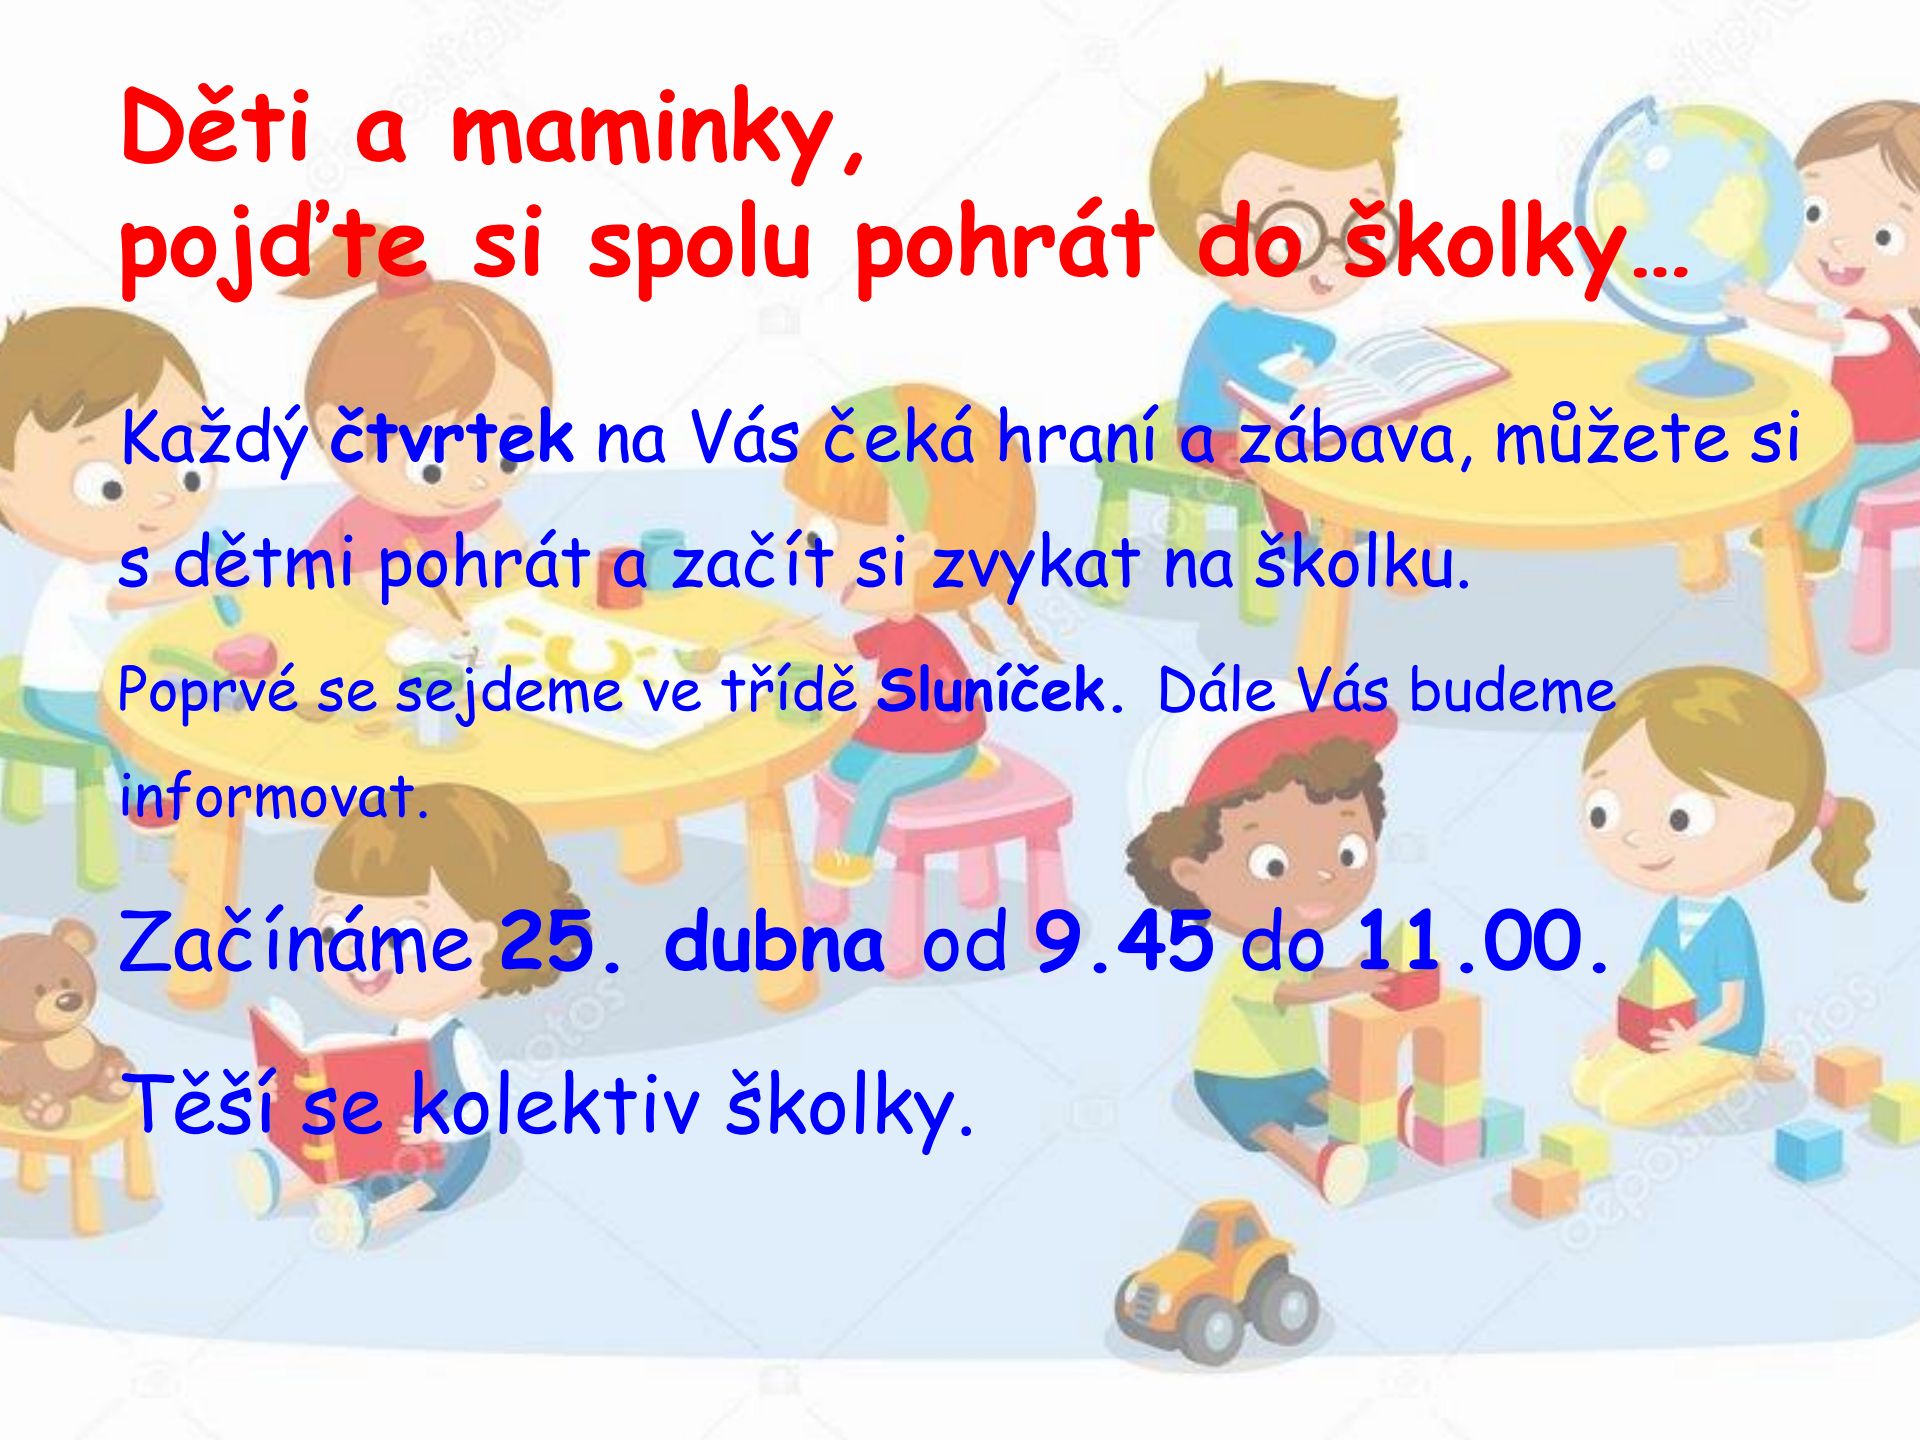 Děti a maminky,
pojďte si spolu pohrát do školky…
Každý čtvrtek na Vás čeká hraní a zábava, můžete si
s dětmi pohrát a začít si zvykat na školku.
Poprvé se sejdeme ve třídě Sluníček. Dále Vás budeme
informovat.
Začínáme 25. dubna od 9.45 do 11.00.
Těší se kolektiv školky.